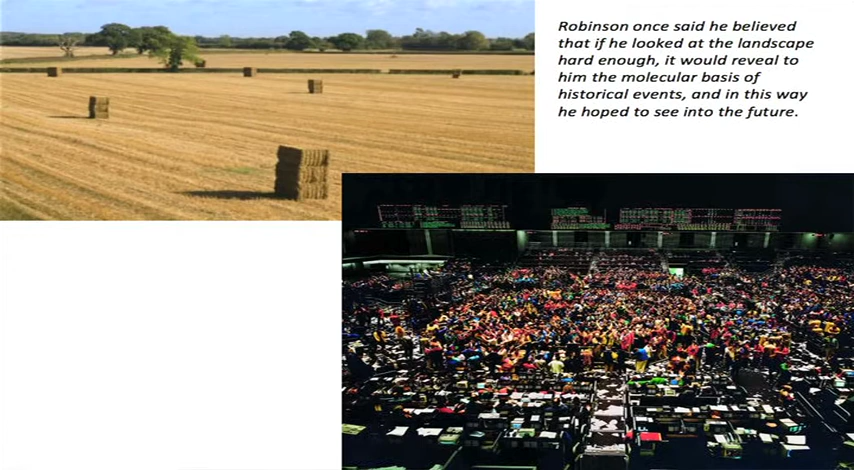 Robinson once said he believed
that if he looked at the landscape
hard enough, it would reveal to
him the molecular basis of
historical events, and in this way
he hoped to see into the future.